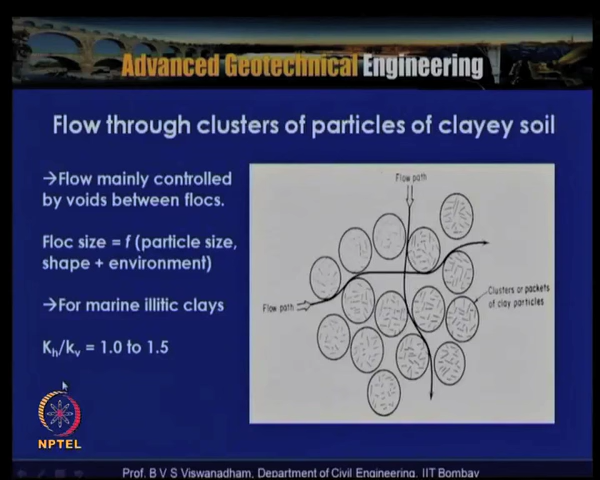 Advanced Geotechnical Engineering
Flow through clusters of particles of clayey soil
→Flow mainly controlled
by voids between flocs.
Floc size = f (particle size,
shape + environment)
→For marine illitic clays
Kh/kv = 1.0 to 1.5
Flow path
Flow path
Clusters or packets
of clay particles
NPTEL
Prof. B V S Viswanadham, Department of Civil Engineering, IIT Bombay